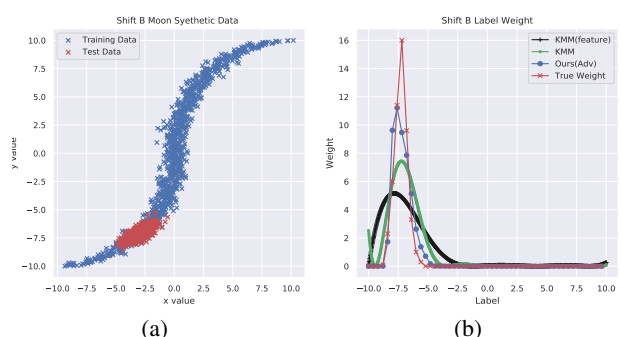 Shift B Moon Syethetic Data
Training Data
Test Data
10.0
7.5
5.0
2.5
0.0
−2.5
−5.0
−7.5
−10.0
y value
−10.0 −7.5 −5.0 −2.5 0.0 2.5 5.0 7.5 10.0
x value
(a)
Shift B Label Weight
KMM(feature)
KMM
Ours(Adv)
True Weight
16
14
12
10
8
6
4
2
0
Weight
−10.0 −7.5 −5.0 −2.5 0.0 2.5 5.0 7.5 10.0
Label
(b)